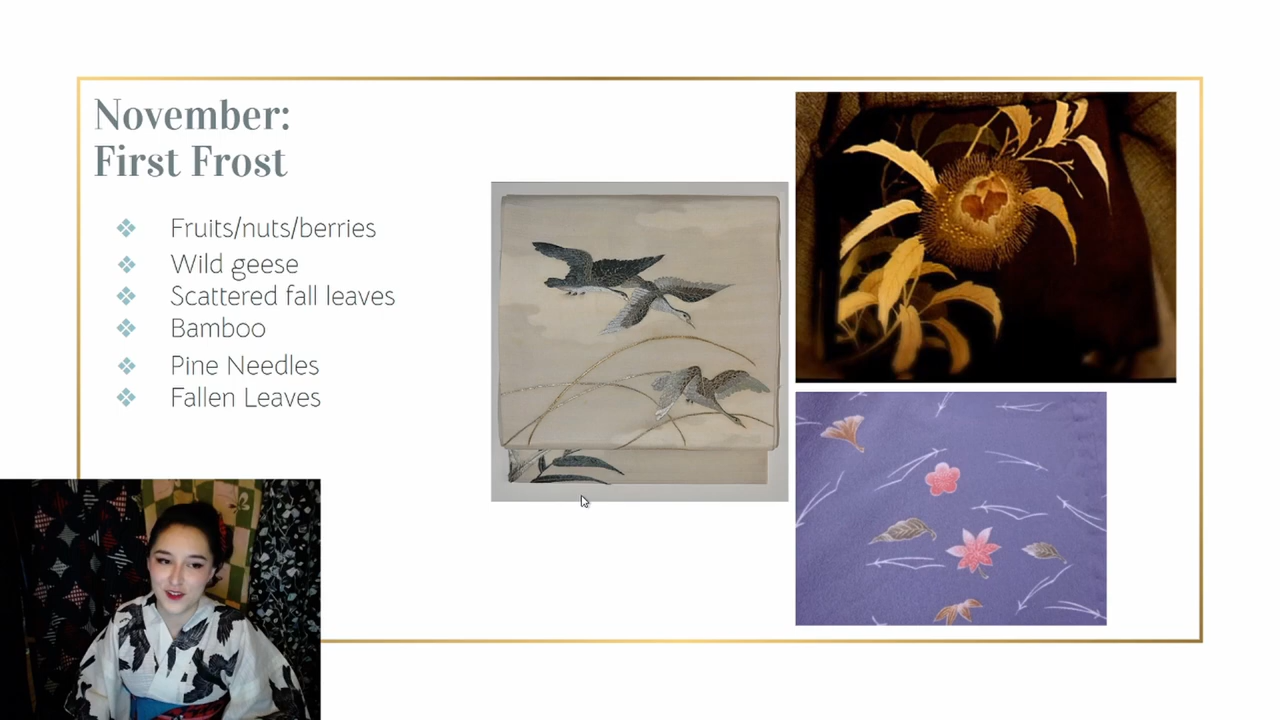 November:
First Frost
Fruits/nuts/berries
Wild geese
Scattered fall leaves
Bamboo
Pine Needles
Fallen Leaves